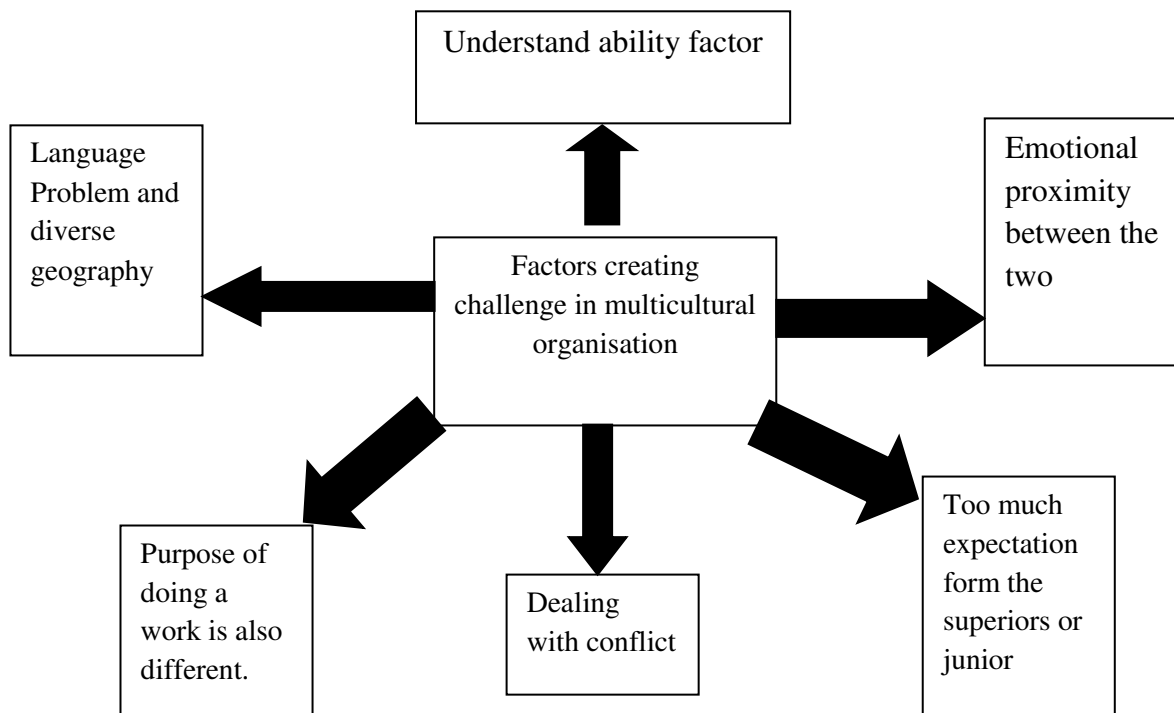 Understand ability factor
Language
Problem and
diverse
geography
Emotional
proximity
between the
two
Factors creating
challenge in multicultural
organisation
Purpose of
doing a
work is also
different.
Dealing
with conflict
Too much
expectation
form the
superiors or
junior